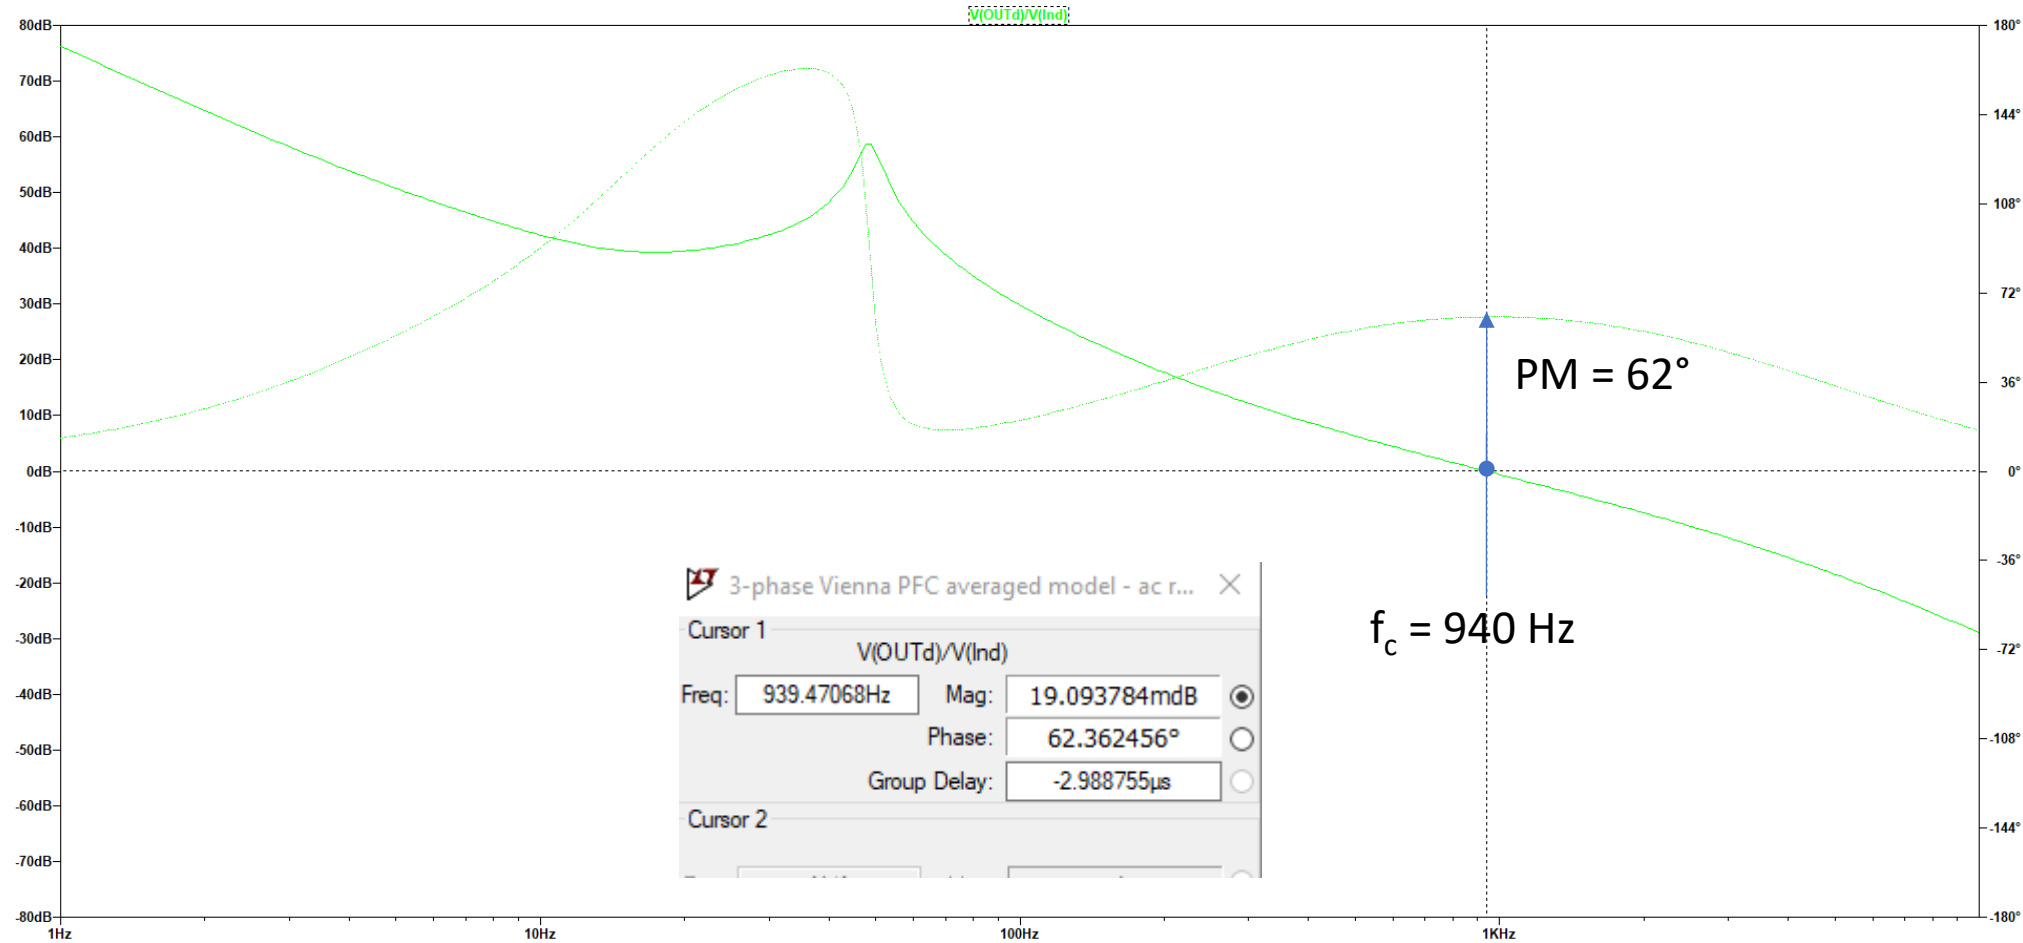 V(OUTd)/V(Ind)
80dB
70dB
60dB
50dB
40dB
30dB
20dB
10dB
0dB
-10dB
-20dB
-30dB
-40dB
-50dB
-60dB
-70dB
-80dB
180°
144°
108°
72°
36°
0°
-36°
-72°
-108°
-144°
-180°
PM = 62°
fc = 940 Hz
3-phase Vienna PFC averaged model - ac r...
Cursor 1
V(OUTd)/V(Ind)
Freq: 939.47068Hz Mag: 19.093784mdB
Phase: 62.362456°
Group Delay: -2.988755µs
Cursor 2
1Hz 10Hz 100Hz 1KHz